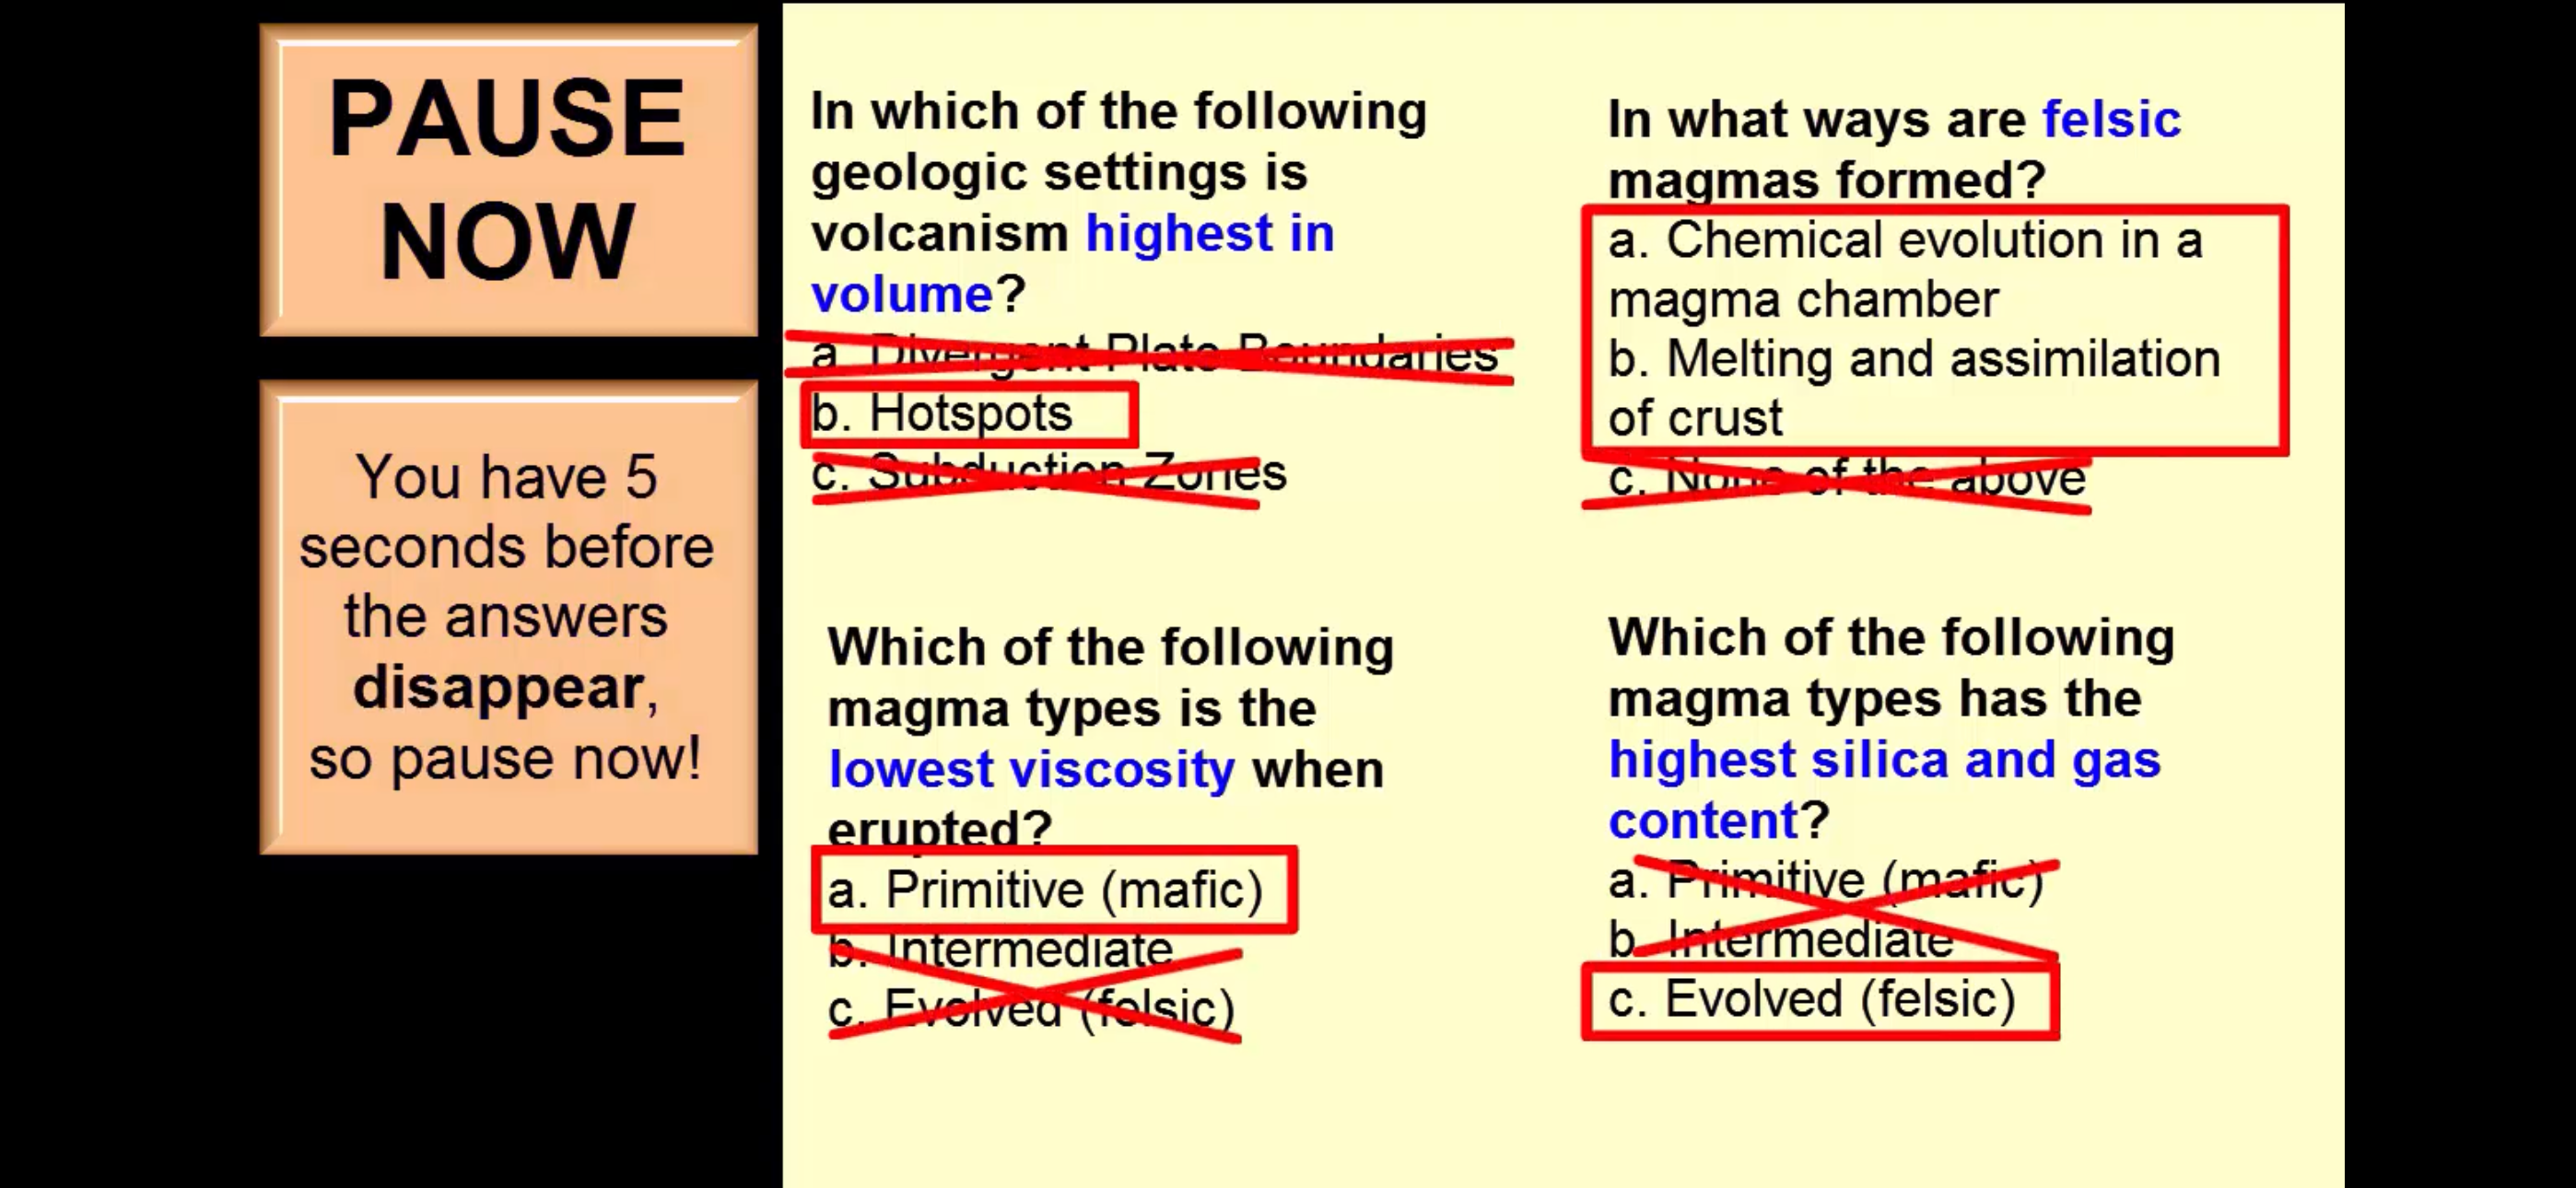 PAUSE
NOW
You have 5
seconds before
the answers
disappear,
so pause now!
In which of the following
geologic settings is
volcanism highest in
volume?
a. Divergent Plate Boundaries
b. Hotspots
c. Subduction Zones
In what ways are felsic
magmas formed?
a. Chemical evolution in a
magma chamber
b. Melting and assimilation
of crust
c. None of the above
Which of the following
magma types is the
lowest viscosity when
erupted?
a. Primitive (mafic)
b. Intermediate
c. Evolved (felsic)
Which of the following
magma types has the
highest silica and gas
content?
a. Primitive (mafic)
b. Intermediate
c. Evolved (felsic)